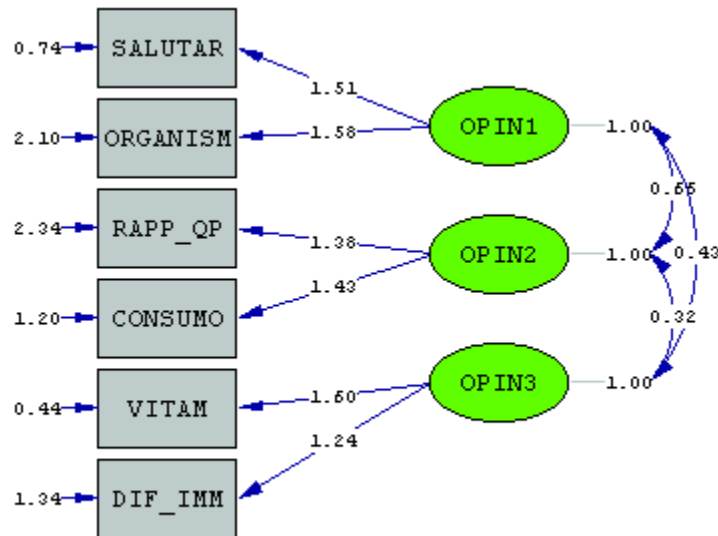 0.74 SALUTAR
1.51
OPIN1 1.00
2.10 ORGANISM
1.58
0.65
2.34 RAPP_QP
1.38
OPIN2 1.00
0.43
1.43
1.20 CONSUMO
0.32
OPIN3 1.00
0.44 VITAM
1.60
1.24
1.34 DIF_IMM